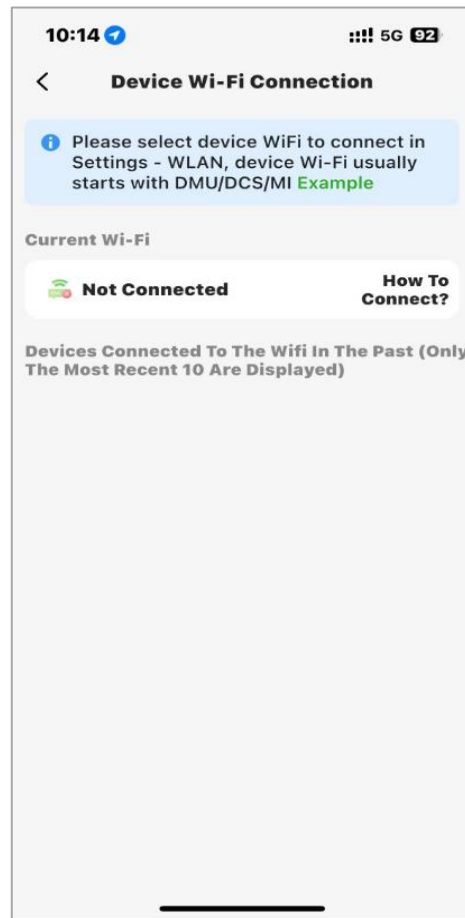 10:14 5G 92
Device Wi-Fi Connection
Please select device WiFi to connect in
Settings - WLAN, device Wi-Fi usually
starts with DMU/DCS/MI Example
Current Wi-Fi
Not Connected
How To
Connect?
Devices Connected To The Wifi In The Past (Only
The Most Recent 10 Are Displayed)